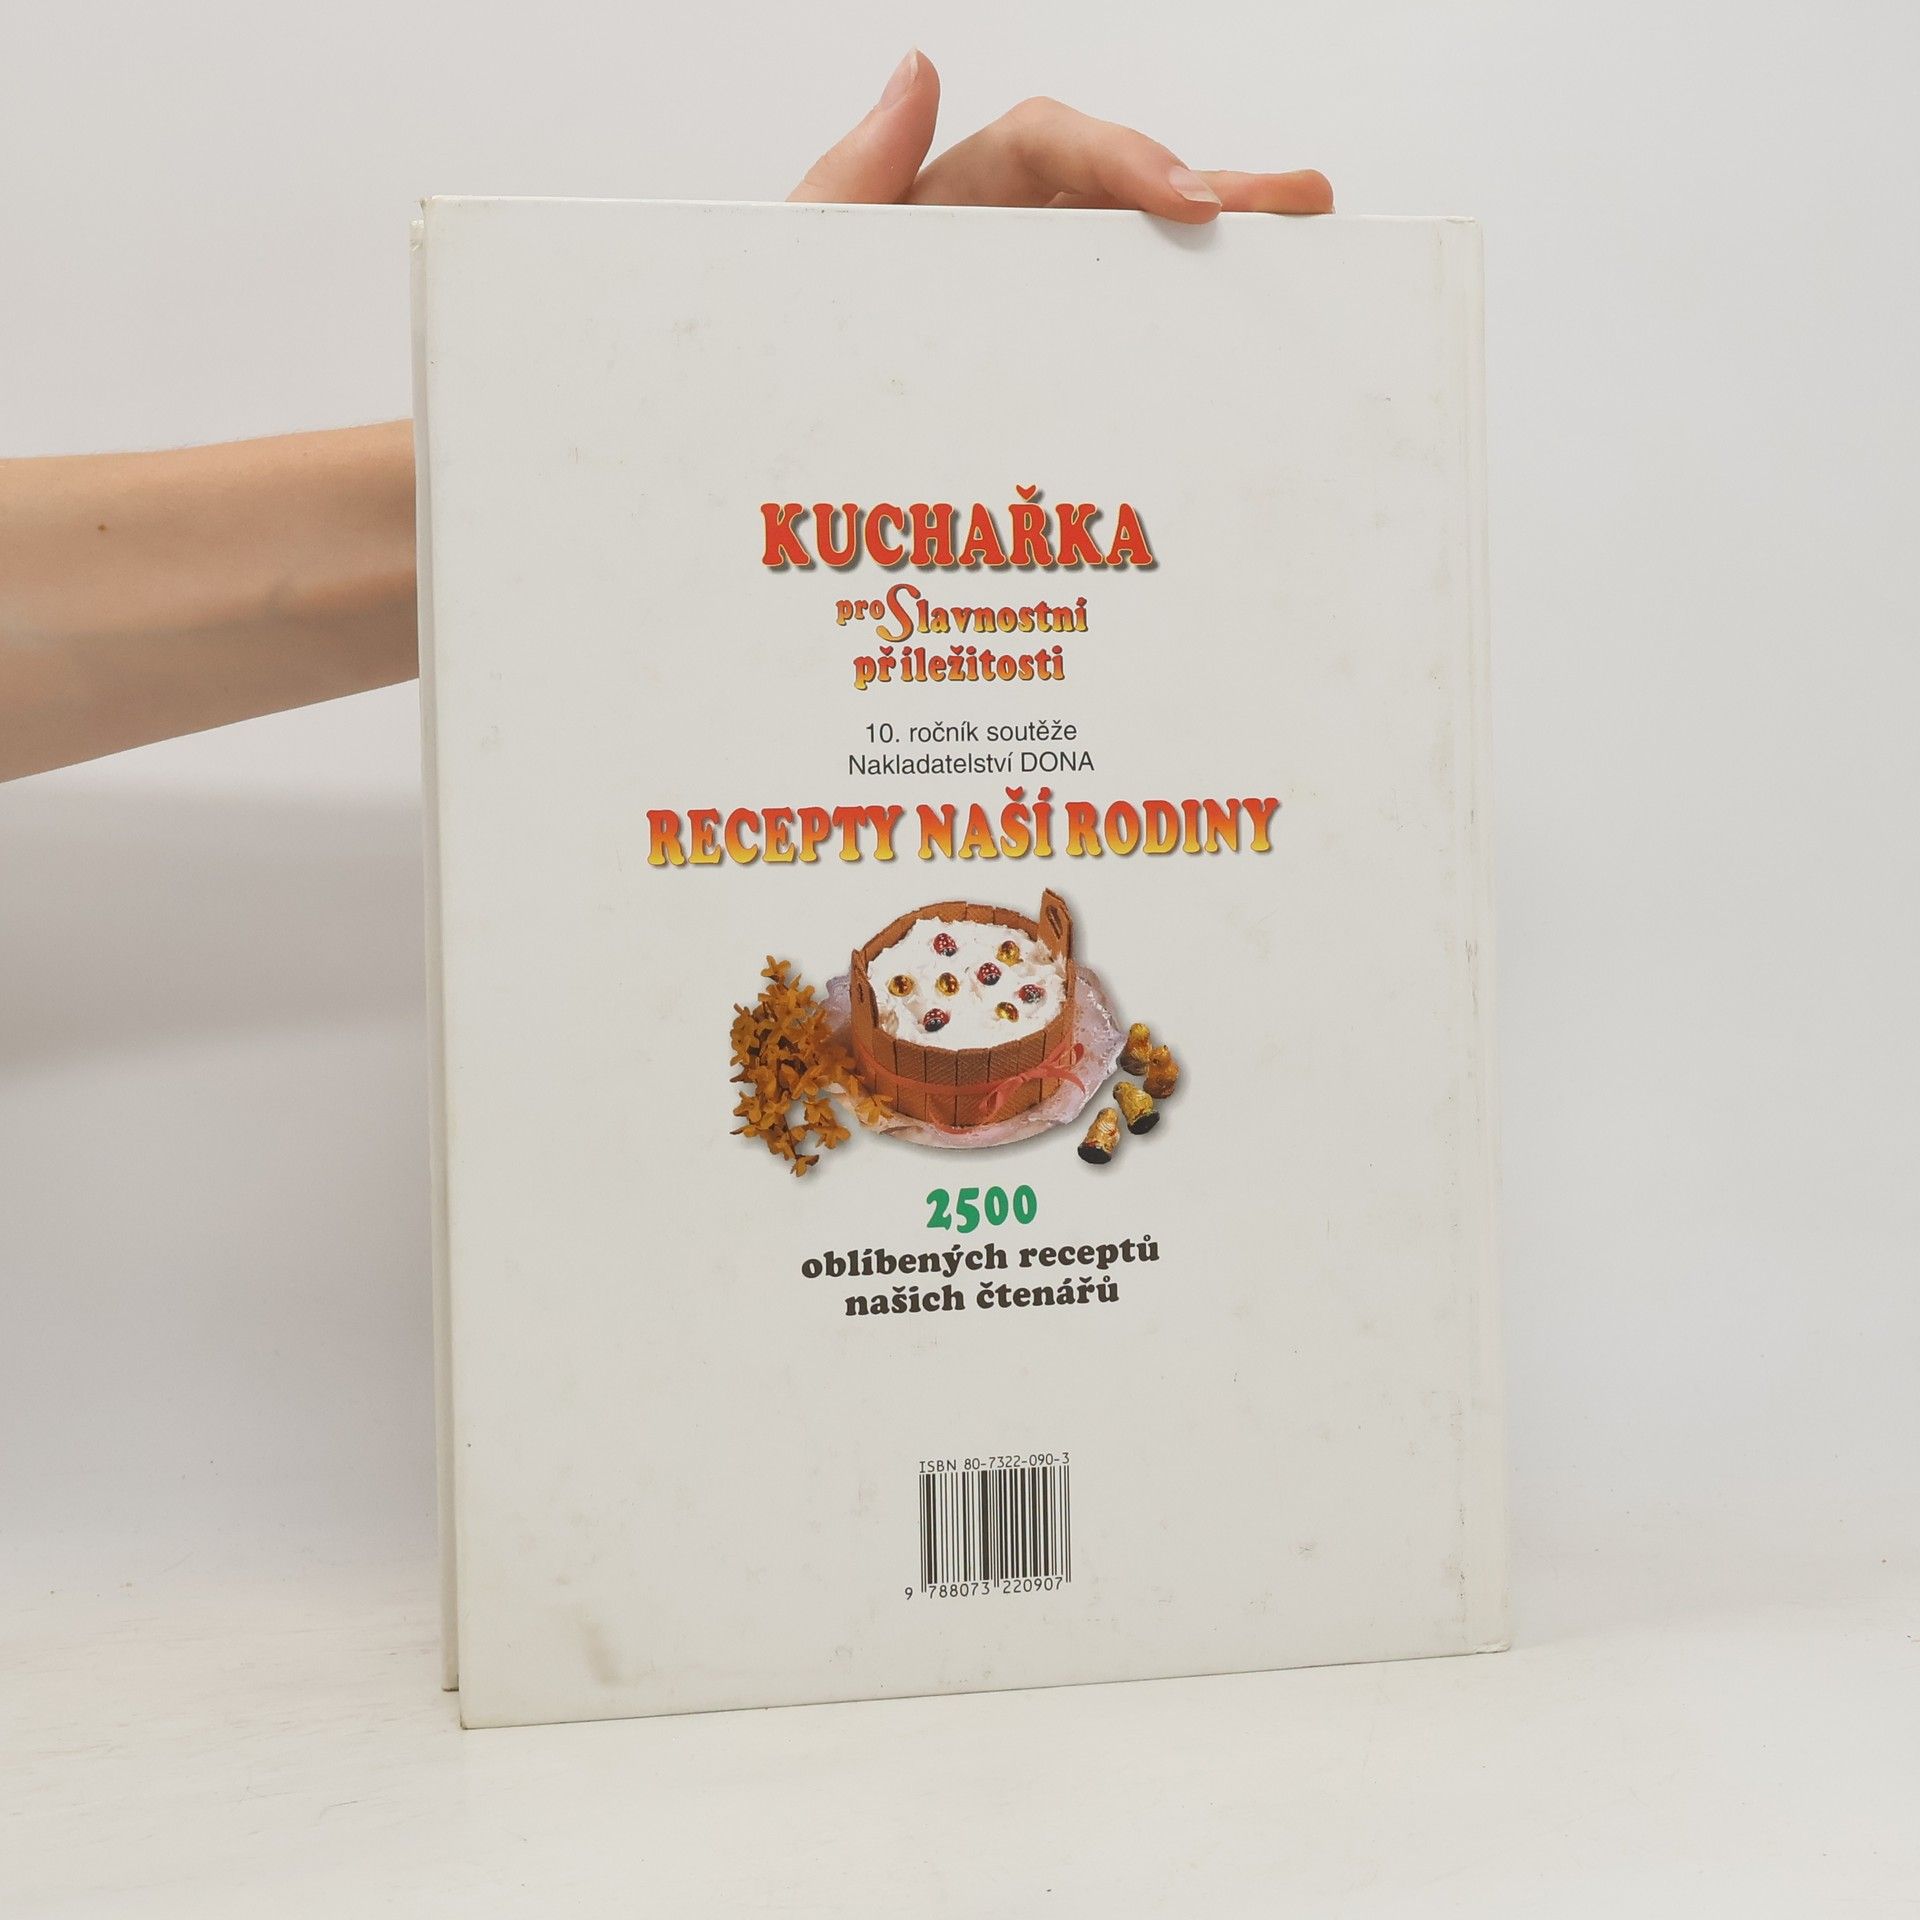 KUCHAŘKA
pro Slavnostní
příležitosti
10. ročník soutěže
Nakladatelství DONA
RECEPTY NAŠÍ RODINY
2500
oblíbených receptů
našich čtenářů
ISBN 80-7322-090-3
9 788073 220907